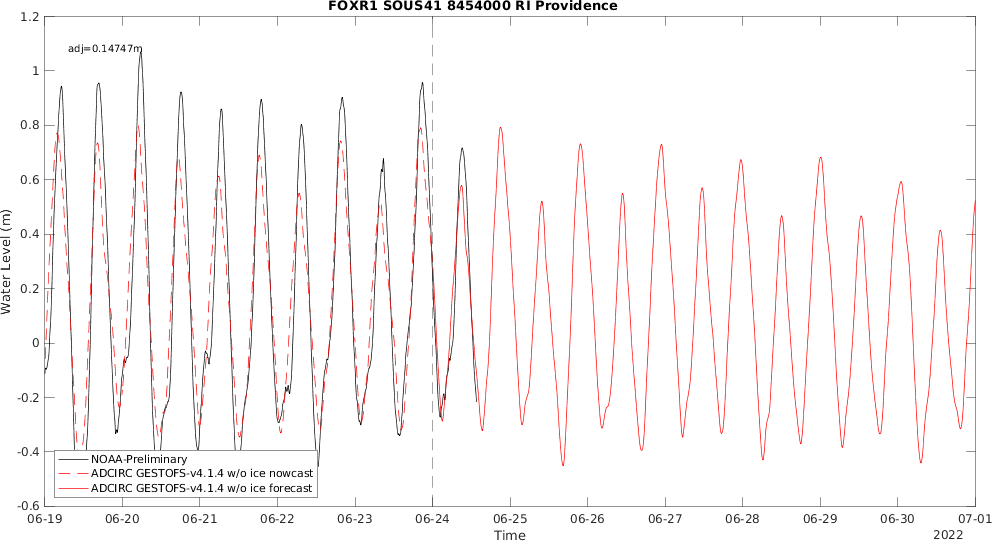 FOXR1 SOUS41 8454000 RI Providence
adj=0.14747m
1.2
1
0.8
0.6
0.4
0.2
0
-0.2
-0.4
-0.6
Water Level (m)
NOAA-Preliminary
ADCIRC GESTOFS-v4.1.4 w/o ice nowcast
ADCIRC GESTOFS-v4.1.4 w/o ice forecast
06-19 06-20 06-21 06-22 06-23 06-24 06-25 06-26 06-27 06-28 06-29 06-30 07-01
Time
2022